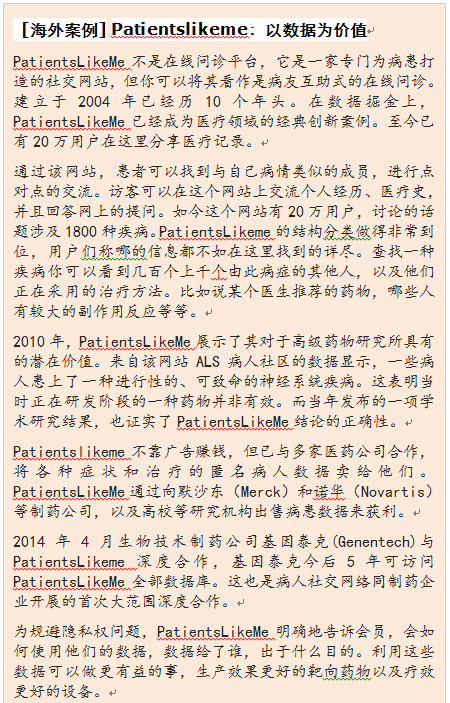 [海外案例] Patientslikeme：以数据为价值
PatientsLikeMe 不是在线问诊平台，它是一家专门为病患打
造的社交网站，但你可以将其看作是病友互助式的在线问诊。
建立于 2004 年已经历 10 个年头。在数据掘金上，
PatientsLikeMe 已经成为医疗领域的经典创新案例。至今已
有 20 万用户在这里分享医疗记录。
通过该网站，患者可以找到与自己病情类似的成员，进行点
对点的交流。访客可以在这个网站上交流个人经历、医疗史，
并且回答网上的提问。如今这个网站有 20 万用户，讨论的话
题涉及 1800 种疾病。PatientsLikeme 的结构分类做得非常到
位，用户们称哪的信息都不如在这里找到的详尽。查找一种
疾病你可以看到几百个上千个由此病症的其他人，以及他们
正在采用的治疗方法。比如说某个医生推荐的药物，哪些人
有较大的副作用反应等等。
2010 年，PatientsLikeMe 展示了其对于高级药物研究所具有
的潜在价值。来自该网站 ALS 病人社区的数据显示，一些病
人患上了一种进行性的、可致命的神经系统疾病。这表明当
时正在研发阶段的一种药物并非有效。而当年发布的一项学
术研究结果，也证实了 PatientsLikeMe 结论的正确性。
Patientslikeme 不靠广告赚钱，但已与多家医药公司合作，
将各种症状和治疗的匿名病人数据卖给他们。
PatientsLikeMe 通过向默沙东（Merck）和诺华（Novartis）
等制药公司，以及高校等研究机构出售病患数据来获利。
2014 年 4 月生物技术制药公司基因泰克(Genentech)与
PatientsLikeMe 深度合作，基因泰克今后 5 年可访问
PatientsLikeMe 全部数据库。这也是病人社交网络同制药企
业开展的首次大范围深度合作。
为规避隐私权问题，PatientsLikeMe 明确地告诉会员，会如
何使用他们的数据，数据给了谁，出于什么目的。利用这些
数据可以做更有益的事，生产效果更好的靶向药物以及疗效
更好的设备。